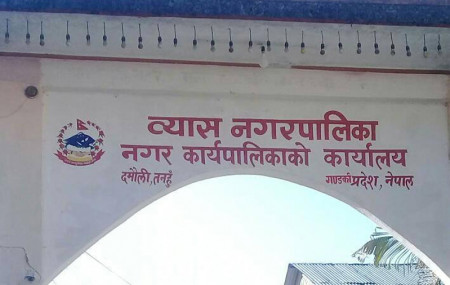 व्यास नगरपालिका
नगर कार्यपालिकाको कार्यालय
दमौली,तनहुँ गण्डकी प्रदेश, नेपाल